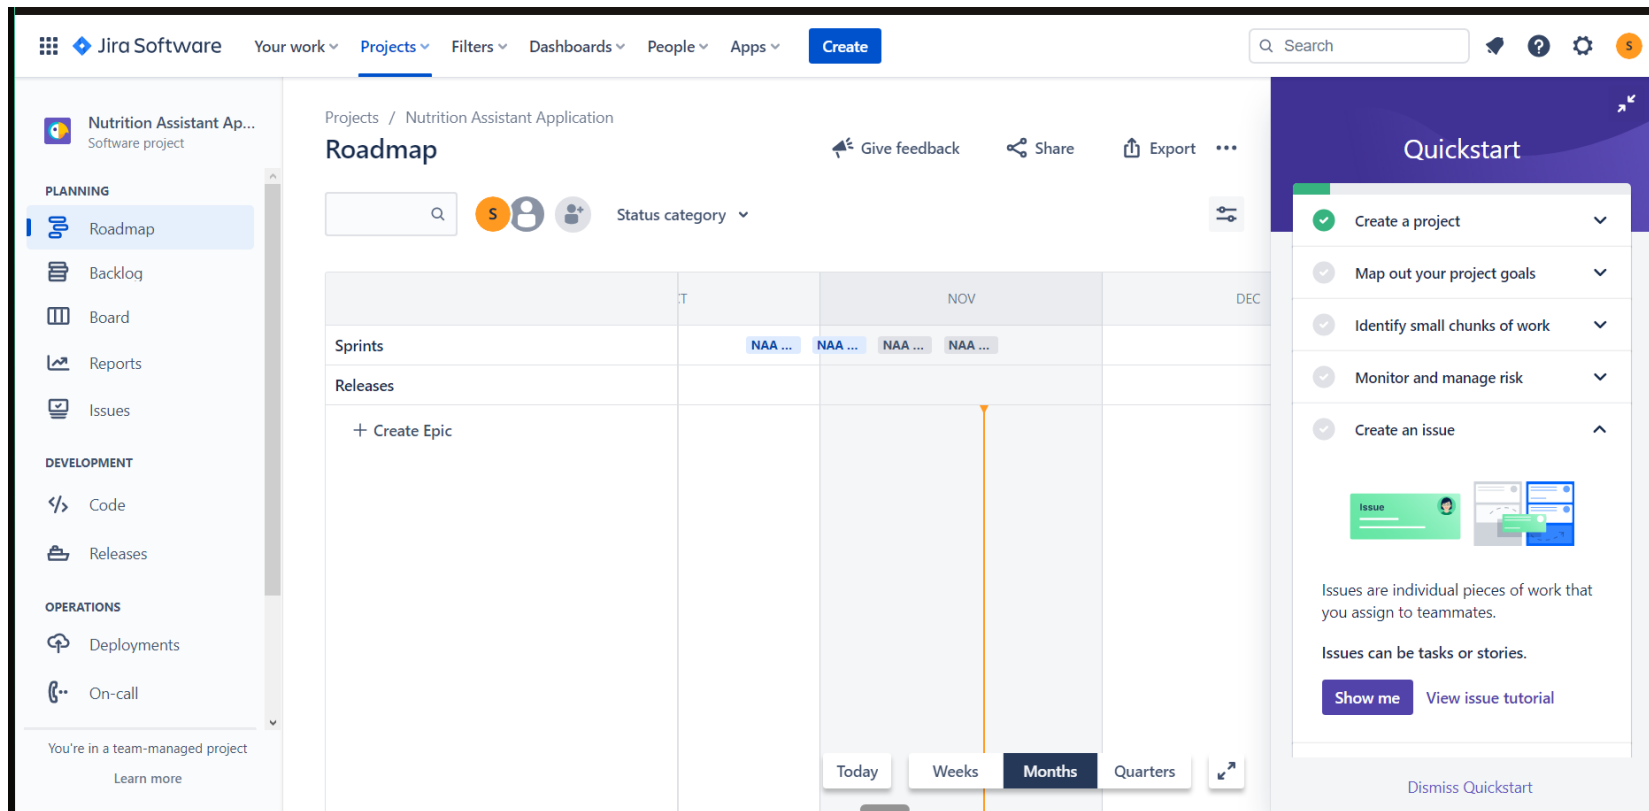 Jira Software
Your work
Projects
Filters
Dashboards
People
Apps
Create
Search
S
Nutrition Assistant Ap...
Software project
PLANNING
Roadmap
Backlog
Board
Reports
Issues
DEVELOPMENT
Code
Releases
OPERATIONS
Deployments
On-call
You're in a team-managed project
Learn more
Projects / Nutrition Assistant Application
Roadmap
Give feedback
Share
Export
S
Status category
NOV
DEC
Sprints
NAA ...
NAA ...
NAA ...
NAA ...
Releases
+ Create Epic
Today
Weeks
Months
Quarters
Quickstart
Create a project
Map out your project goals
Identify small chunks of work
Monitor and manage risk
Create an issue
Issue
Issues are individual pieces of work that
you assign to teammates.
Issues can be tasks or stories.
Show me
View issue tutorial
Dismiss Quickstart